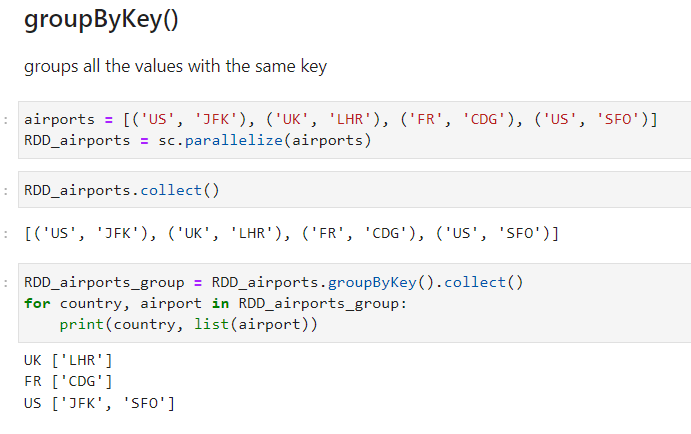 groupByKey()
groups all the values with the same key
: airports = [('US', 'JFK'), ('UK', 'LHR'), ('FR', 'CDG'), ('US', 'SFO')]
RDD_airports = sc.parallelize(airports)
: RDD_airports.collect()
: [('US', 'JFK'), ('UK', 'LHR'), ('FR', 'CDG'), ('US', 'SFO')]
: RDD_airports_group = RDD_airports.groupByKey().collect()
for country, airport in RDD_airports_group:
    print(country, list(airport))
UK ['LHR']
FR ['CDG']
US ['JFK', 'SFO']